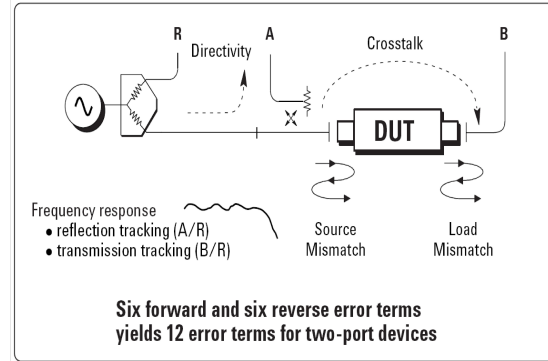 R
A
B
Directivity
Crosstalk
DUT
Frequency response
• reflection tracking (A/R)
• transmission tracking (B/R)
Source
Mismatch
Load
Mismatch
Six forward and six reverse error terms
yields 12 error terms for two-port devices